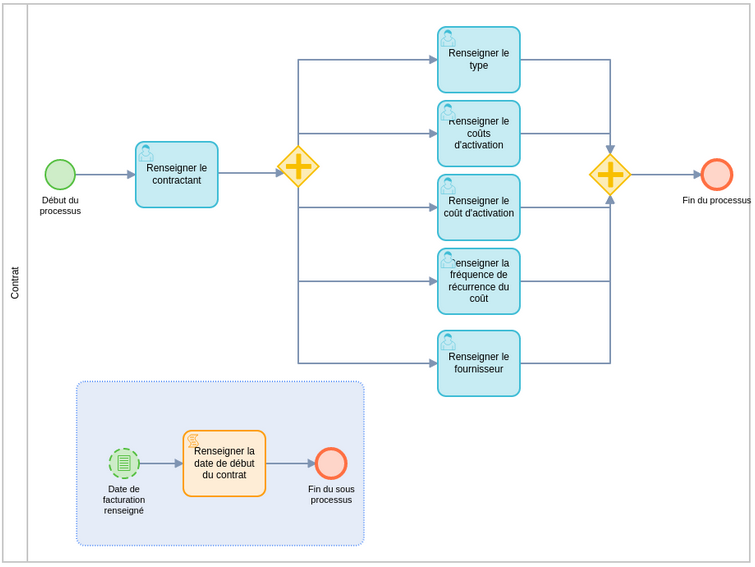 Contrat
Début du
processus
Renseigner le
contractant
Renseigner le
type
Renseigner le
coûts
d'activation
Renseigner le
coût d'activation
Renseigner la
fréquence de
récurrence du
coût
Renseigner le
fournisseur
Fin du processus
Date de
facturation
renseigné
Renseigner la
date de début
du contrat
Fin du sous
processus